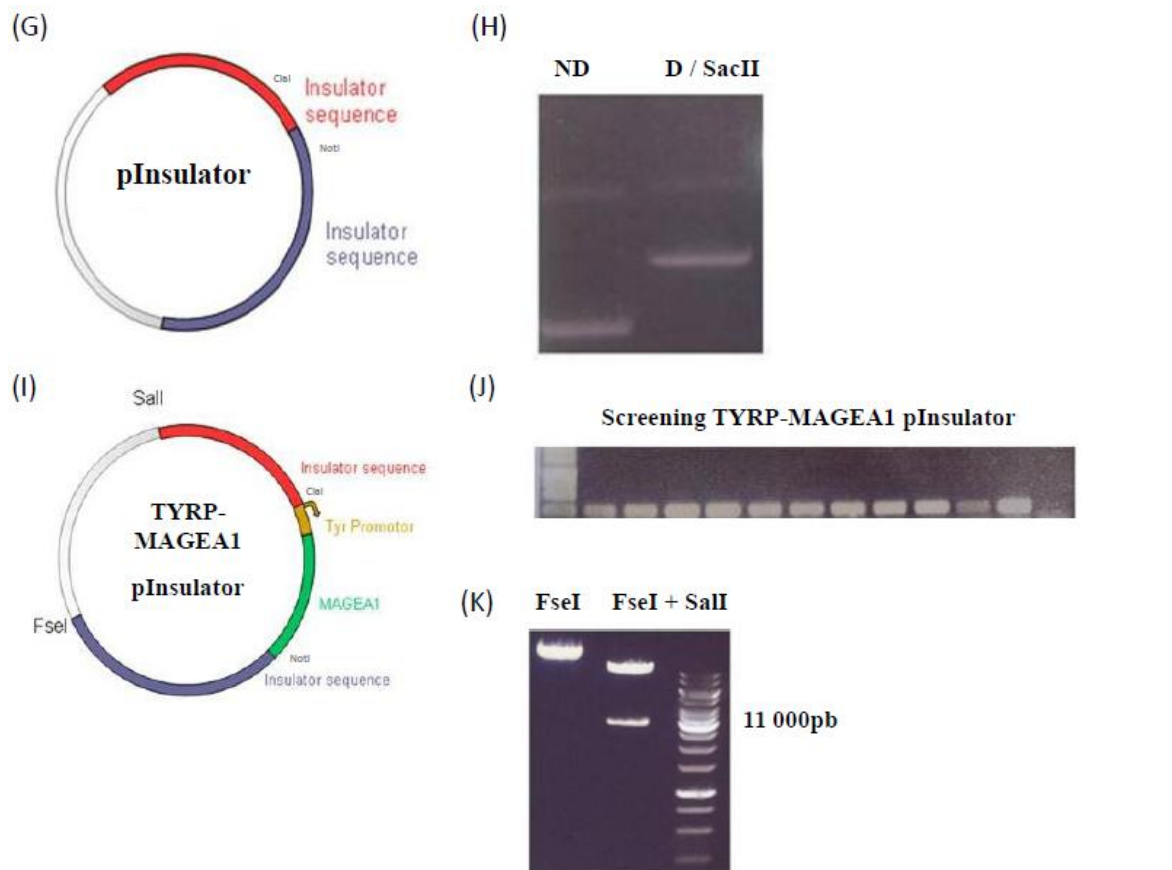 (G)
ClaI
Insulator
sequence
NotI
pInsulator
Insulator
sequence
(H)
ND D / SacII
(I)
SalI
Insulator sequence
ClaI
Tyr Promotor
TYRP-
MAGEA1
pInsulator
MAGEA1
FseI
NotI
Insulator sequence
(J)
Screening TYRP-MAGEA1 pInsulator
(K)
FseI FseI + SalI
11 000pb